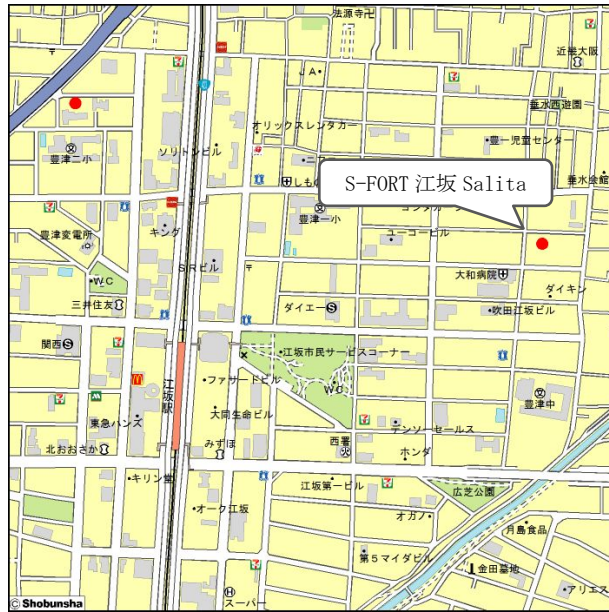 法源寺卍
近畿大阪
JA
垂水西遊園
オリックスレンタカー
豊一児童センター
豊津二小
ソリトンビル
ニ
垂水会館
しも
S-FORT 江坂 Salita
豊津一小
コンタルー
豊津変電所
キング
ユーコービル
SRビル
大和病院
WC
ダイキン
三井住友
ダイエー
吹田江坂ビル
関西
江坂市民サービスコーナー
ファサードビル
WC
江坂駅
豊津中
東急ハンズ
大同生命ビル
テンソーセールス
北おおさか
みずほ
西署
ホンダ
キリン堂
江坂第一ビル
広芝公園
オーク江坂
オガノ
月島食品
第5マイダビル
金田墓地
© Shobunsha
スーパー
アリエス